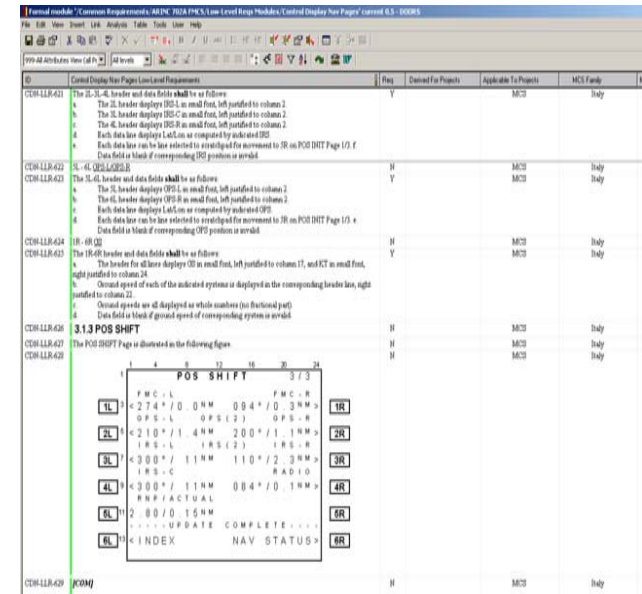 Formal module '/Common Requirements/ARINC 702A FMCS/Low-Level Reqs Modules/Control Display Nav Pages' current 8.5 - DOORS
File Edit View Insert Link Analysis Table Tools User Help
All levels
ID Control Display Nav Pages Low-Level Requirements Req Derived For Projects Applicable To Projects MCS Family
CDN-LLR-621 The 2L-3L-4L header and data fields shall be as follows: Y MCS Italy
a. The 2L header displays IRS-L in small font, left justified to column 2.
b. The 3L header displays IRS-C in small font, left justified to column 2.
c. The 4L header displays IRS-R in small font, left justified to column 2.
d. Each data line displays Lat/Lon as computed by indicated IRS.
e. Each data line can be line selected to scratchpad for movement to 5R on POS INIT Page 1/3. f.
Data field is blank if corresponding IRS position is invalid.
CDN-LLR-622 5L - 6L GPS-L/GPS-R N MCS Italy
CDN-LLR-623 The 5L-6L header and data fields shall be as follows: Y MCS Italy
a. The 5L header displays GPS-L in small font, left justified to column 2.
b. The 6L header displays GPS-R in small font, left justified to column 2.
c. Each data line displays Lat/Lon as computed by indicated GPS.
d. Each data line can be line selected to scratchpad for movement to 5R on POS INIT Page 1/3. e.
Data field is blank if corresponding GPS position is invalid.
CDN-LLR-624 1R - 6R GS N MCS Italy
CDN-LLR-625 The 1R-6R header and data fields shall be as follows: Y MCS Italy
a. The header for all lines displays GS in small font, left justified to column 17, and KT in small font,
right justified to column 24.
b. Ground speed of each of the indicated systems is displayed in the corresponding header line, right
justified to column 22.
c. Ground speeds are all displayed as whole numbers (no fractional part).
d. Data field is blank if ground speed of corresponding system is invalid.
CDN-LLR-626 3.1.3 POS SHIFT N MCS Italy
CDN-LLR-627 The POS SHIFT Page is illustrated in the following figure. N MCS Italy
CDN-LLR-628 N MCS Italy
1 4 8 12 16 20 24
1 POS SHIFT 3/3
FMC-L FMC-R
1L 3 <274°/0.0NM 094°/0.3NM> 1R
GPS-L GPS(2) GPS-R
2L 5 <210°/1.4NM 200°/1.1NM> 2R
IRS-L IRS(2) IRS-R
3L 7 <300°/ 11NM 110°/2.3NM> 3R
IRS-C RADIO
4L 9 <300°/ 11NM 084°/0.1NM> 4R
RNP/ACTUAL
5L 11 2.80/0.15NM 5R
-----UPDATE COMPLETE----
6L 13 <INDEX NAV STATUS> 6R
CDN-LLR-629 [COM] N MCS Italy